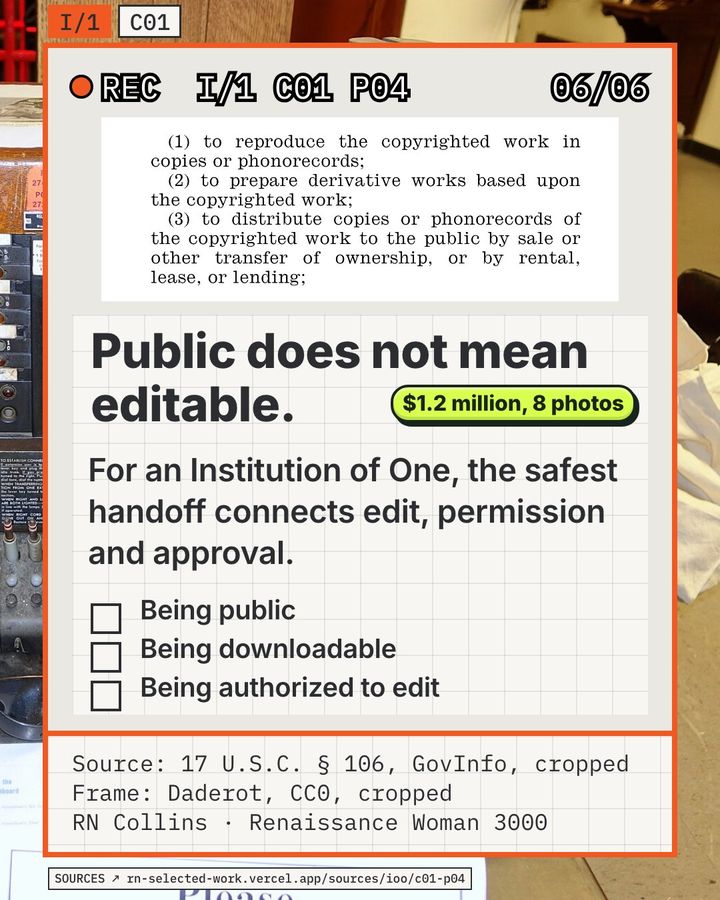 I/1 C01
REC I/1 C01 P04 06/06
(1) to reproduce the copyrighted work in
copies or phonorecords;
(2) to prepare derivative works based upon
the copyrighted work;
(3) to distribute copies or phonorecords of
the copyrighted work to the public by sale or
other transfer of ownership, or by rental,
lease, or lending;
Public does not mean
editable.
$1.2 million, 8 photos
For an Institution of One, the safest
handoff connects edit, permission
and approval.
Being public
Being downloadable
Being authorized to edit
Source: 17 U.S.C. § 106, GovInfo, cropped
Frame: Daderot, CC0, cropped
RN Collins · Renaissance Woman 3000
SOURCES ↗ rn-selected-work.vercel.app/sources/ioo/c01-p04
Please